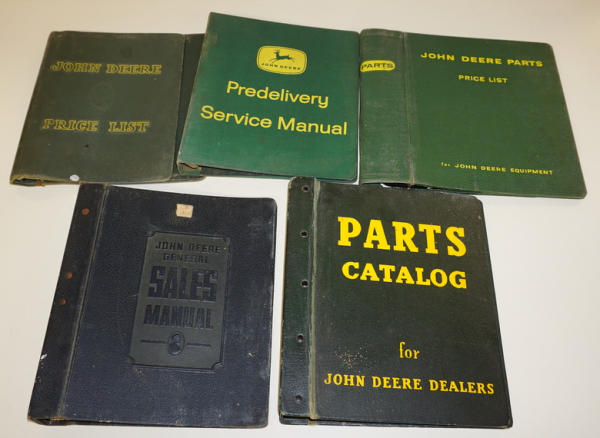 JOHN DEERE
PRICE LIST
JOHN DEERE
Predelivery
Service Manual
PARTS
JOHN DEERE PARTS
PRICE LIST
for JOHN DEERE EQUIPMENT
JOHN DEERE
GENERAL
SALES
MANUAL
PARTS
CATALOG
for
JOHN DEERE DEALERS